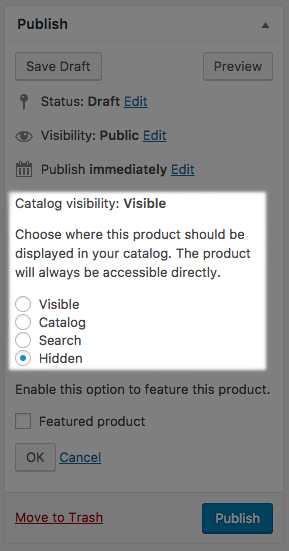 Publish
Save Draft Preview
Status: Draft Edit
Visibility: Public Edit
Publish immediately Edit
Catalog visibility: Visible
Choose where this product should be
displayed in your catalog. The product
will always be accessible directly.
Visible
Catalog
Search
Hidden
Enable this option to feature this product.
Featured product
OK Cancel
Move to Trash Publish